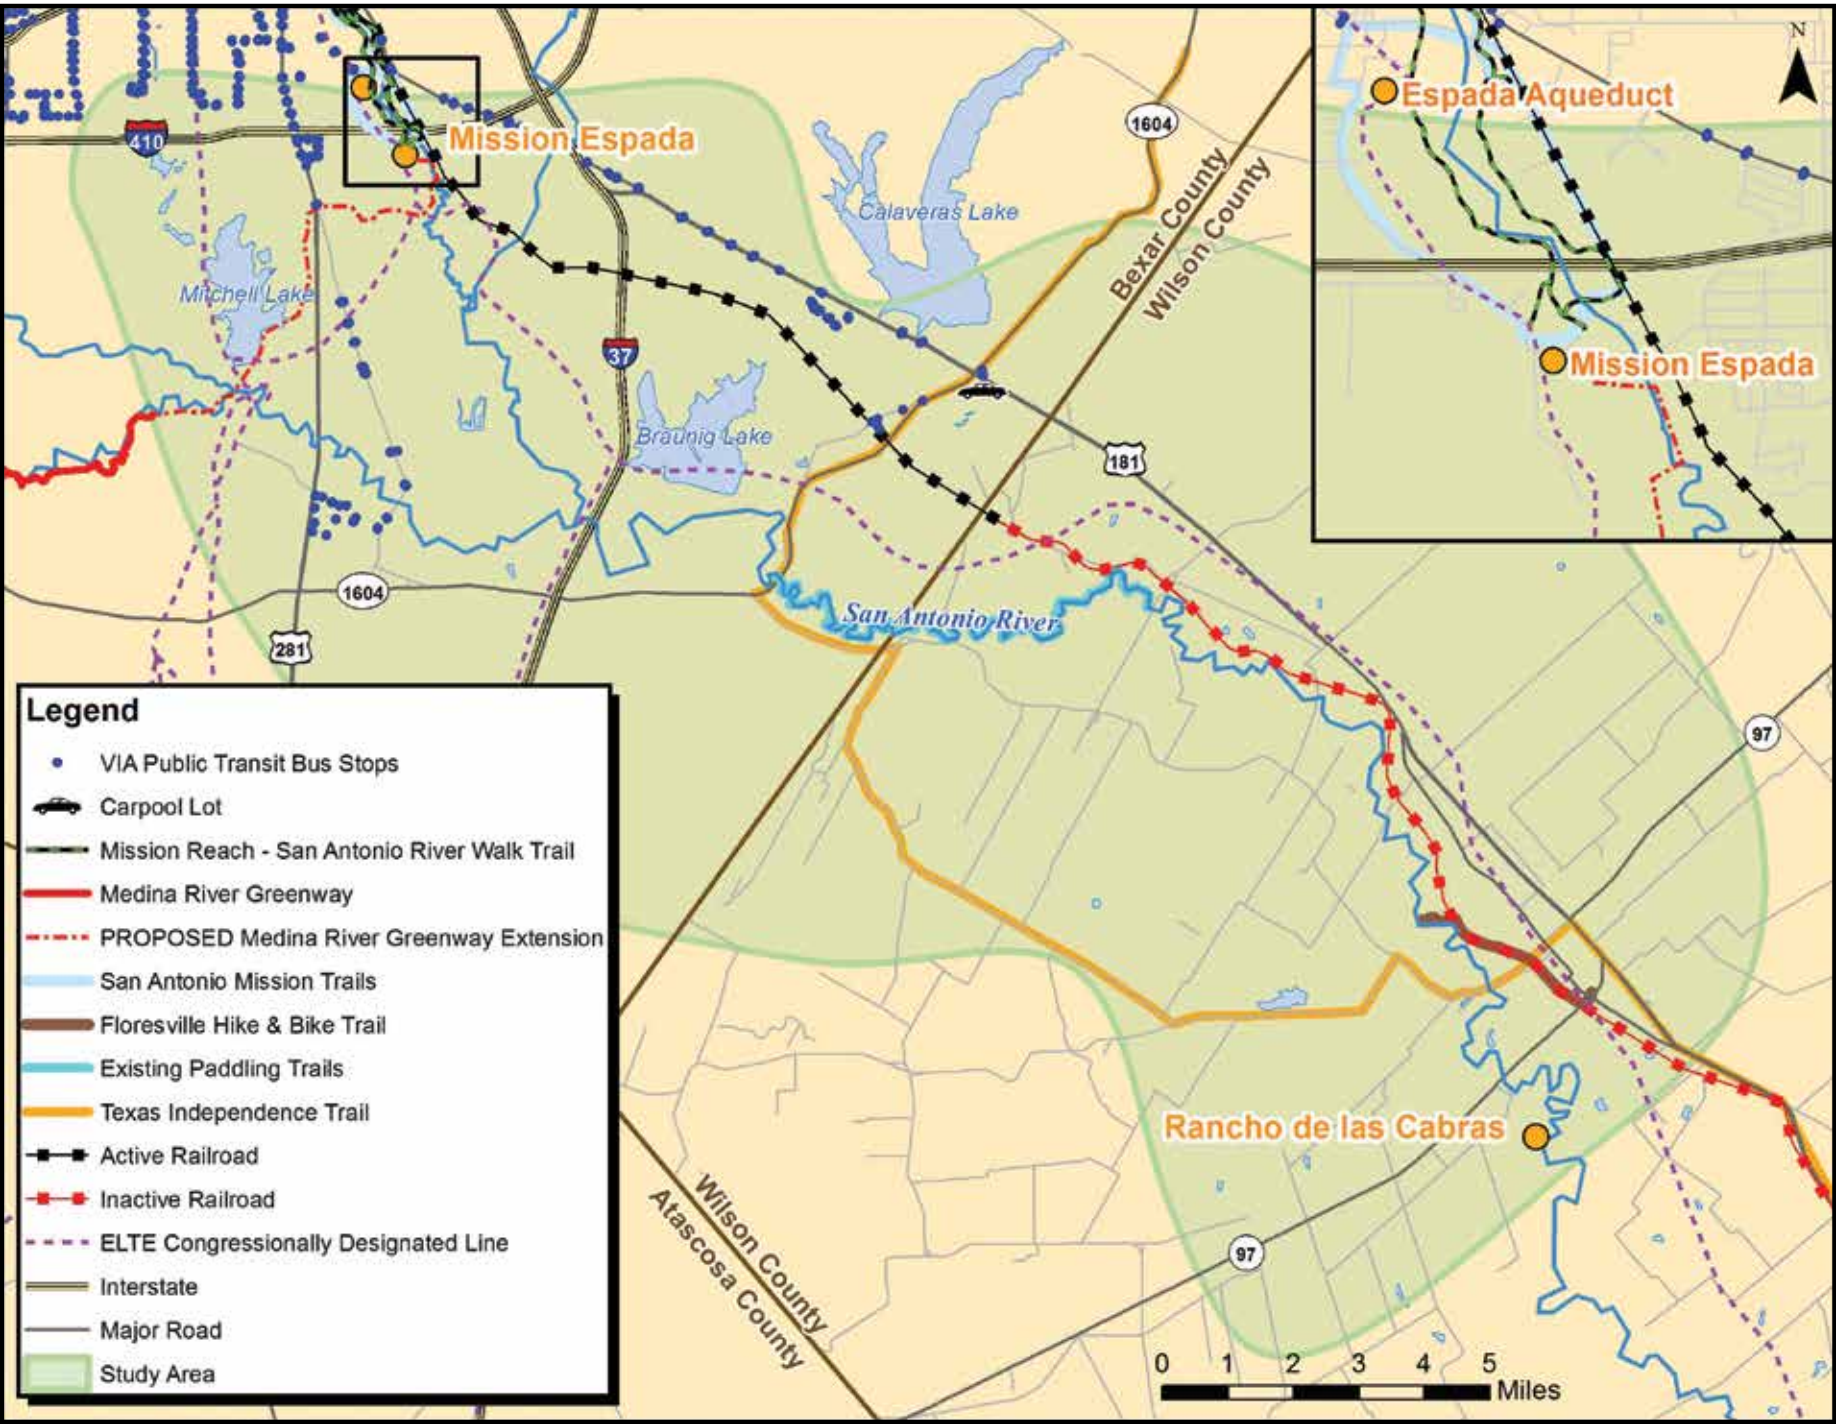 N
Espada Aqueduct
Mission Espada
410
Mission Espada
1604
Calaveras Lake
Bexar County
Wilson County
Mitchell Lake
37
Braunig Lake
181
Mission Espada
1604
San Antonio River
281
97
Legend
VIA Public Transit Bus Stops
Carpool Lot
Mission Reach - San Antonio River Walk Trail
Medina River Greenway
PROPOSED Medina River Greenway Extension
San Antonio Mission Trails
Floresville Hike & Bike Trail
Existing Paddling Trails
Texas Independence Trail
Active Railroad
Inactive Railroad
ELTE Congressionally Designated Line
Interstate
Major Road
Study Area
Rancho de las Cabras
Wilson County
Atascosa County
97
0 1 2 3 4 5
Miles